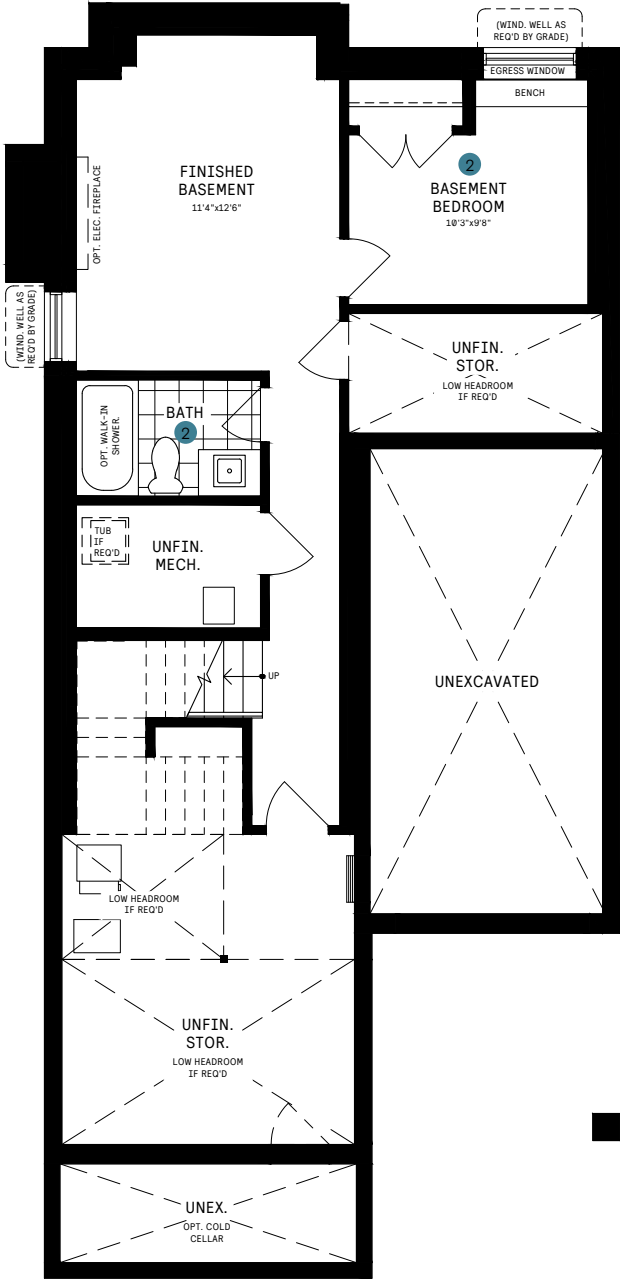 (WIND. WELL AS
REQ'D BY GRADE)
EGRESS WINDOW
BENCH
FINISHED
BASEMENT
11'4"x12'6"
OPT. ELEC. FIREPLACE
2
BASEMENT
BEDROOM
10'3"x9'8"
(WIND. WELL AS
REQ'D BY GRADE)
UNFIN.
STOR.
LOW HEADROOM
IF REQ'D
BATH
2
OPT. WALK-IN
SHOWER
TUB
IF
REQ'D
UNFIN.
MECH.
UP
UNEXCAVATED
LOW HEADROOM
IF REQ'D
UNFIN.
STOR.
LOW HEADROOM
IF REQ'D
UNEX.
OPT. COLD
CELLAR